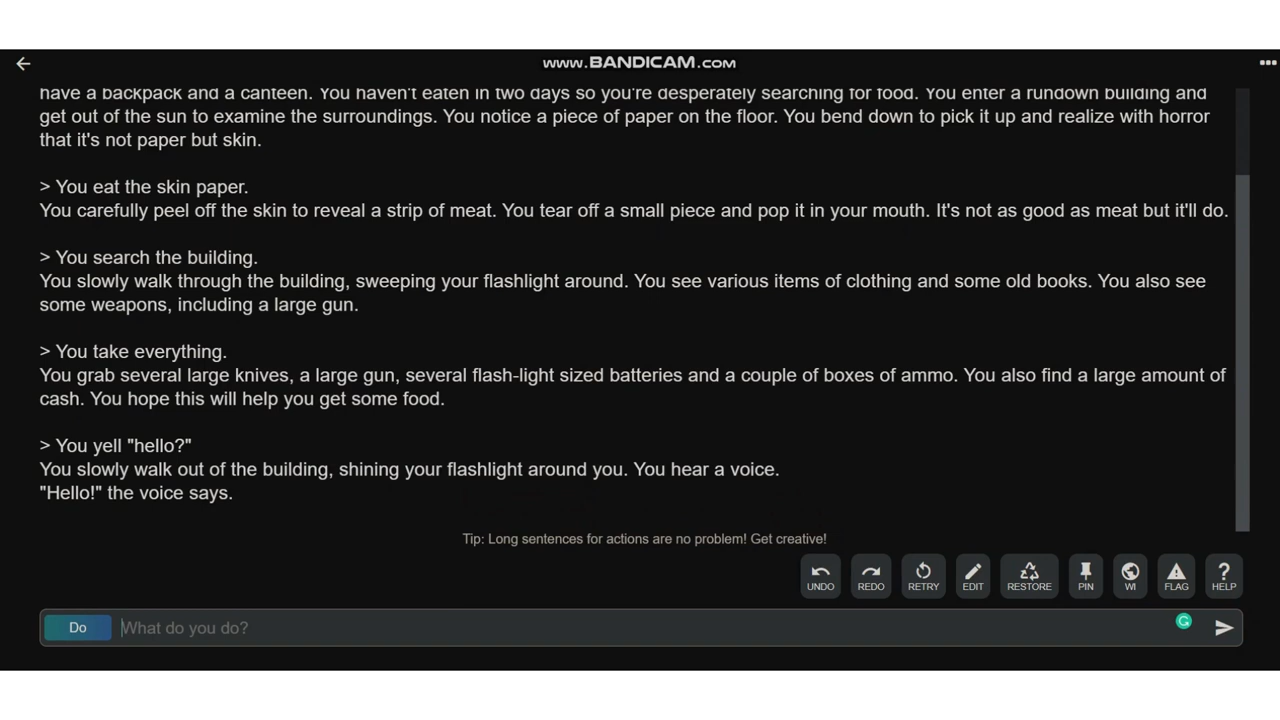 www.BANDICAM.com
have a backpack and a canteen. You haven't eaten in two days so you're desperately searching for food. You enter a rundown building and
get out of the sun to examine the surroundings. You notice a piece of paper on the floor. You bend down to pick it up and realize with horror
that it's not paper but skin.
> You eat the skin paper.
You carefully peel off the skin to reveal a strip of meat. You tear off a small piece and pop it in your mouth. It's not as good as meat but it'll do.
> You search the building.
You slowly walk through the building, sweeping your flashlight around. You see various items of clothing and some old books. You also see
some weapons, including a large gun.
> You take everything.
You grab several large knives, a large gun, several flash-light sized batteries and a couple of boxes of ammo. You also find a large amount of
cash. You hope this will help you get some food.
> You yell "hello?"
You slowly walk out of the building, shining your flashlight around you. You hear a voice.
"Hello!" the voice says.
Tip: Long sentences for actions are no problem! Get creative!
UNDO REDO RETRY EDIT RESTORE PIN WI FLAG HELP
Do What do you do?